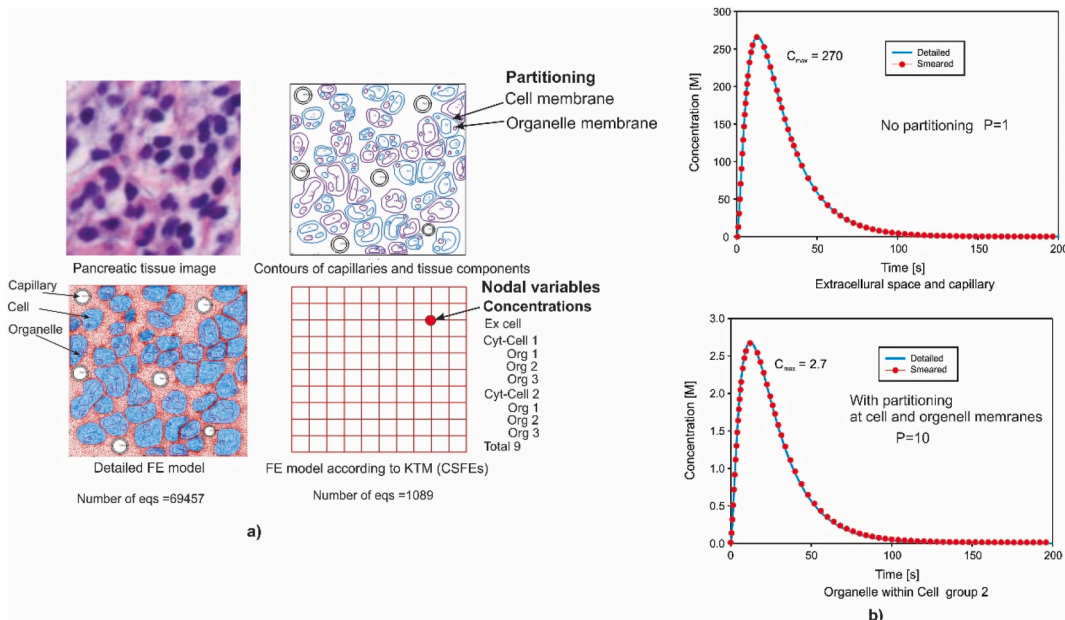 Partitioning
Cell membrane
Organelle membrane
Pancreatic tissue image
Contours of capillaries and tissue components
Capillary
Cell
Organelle
Nodal variables
Concentrations
Ex cell
Cyt-Cell 1
Org 1
Org 2
Org 3
Cyt-Cell 2
Org 1
Org 2
Org 3
Total 9
Detailed FE model
FE model according to KTM (CSFEs)
Number of eqs =69457
Number of eqs =1089
a)
Concentration [M]
300
250
200
150
100
50
0
Cmax = 270
Detailed
Smeared
No partitioning P=1
0 50 100 150 200
Time [s]
Extracellural space and capillary
Concentration [M]
3.0
2.5
2.0
1.5
1.0
0.5
0.0
Cmax = 2.7
Detailed
Smeared
With partitioning
at cell and organell memranes
P=10
0 50 100 150 200
Time [s]
Organelle within Cell group 2
b)